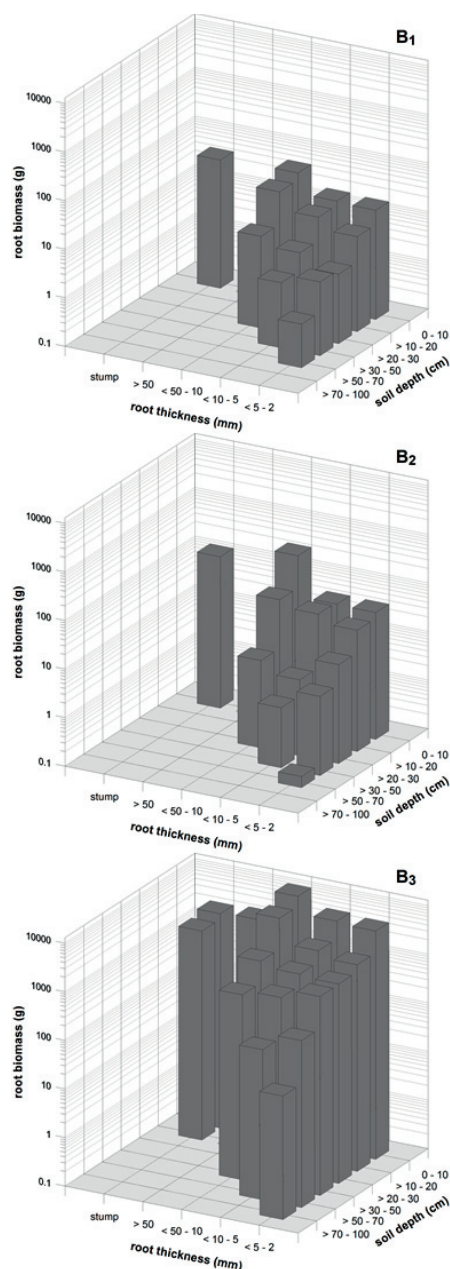 B1
10000
1000
100
10
1
0.1
root biomass (g)
stump
> 50
< 50 - 10
< 10 - 5
< 5 - 2
root thickness (mm)
> 70 - 100
> 50 - 70
> 30 - 50
> 20 - 30
> 10 - 20
0 - 10
soil depth (cm)
B2
10000
1000
100
10
1
0.1
root biomass (g)
stump
> 50
< 50 - 10
< 10 - 5
< 5 - 2
root thickness (mm)
> 70 - 100
> 50 - 70
> 30 - 50
> 20 - 30
> 10 - 20
0 - 10
soil depth (cm)
B3
10000
1000
100
10
1
0.1
root biomass (g)
stump
> 50
< 50 - 10
< 10 - 5
< 5 - 2
root thickness (mm)
> 70 - 100
> 50 - 70
> 30 - 50
> 20 - 30
> 10 - 20
0 - 10
soil depth (cm)